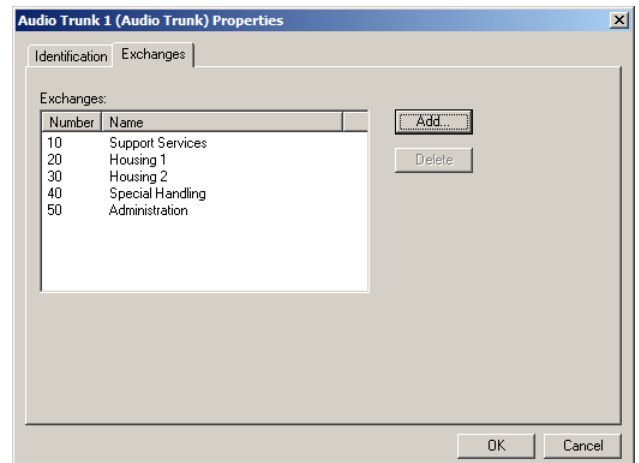 Audio Trunk 1 (Audio Trunk) Properties
Identification Exchanges
Exchanges:
Number Name
10 Support Services
20 Housing 1
30 Housing 2
40 Special Handling
50 Administration
Add...
Delete
OK Cancel